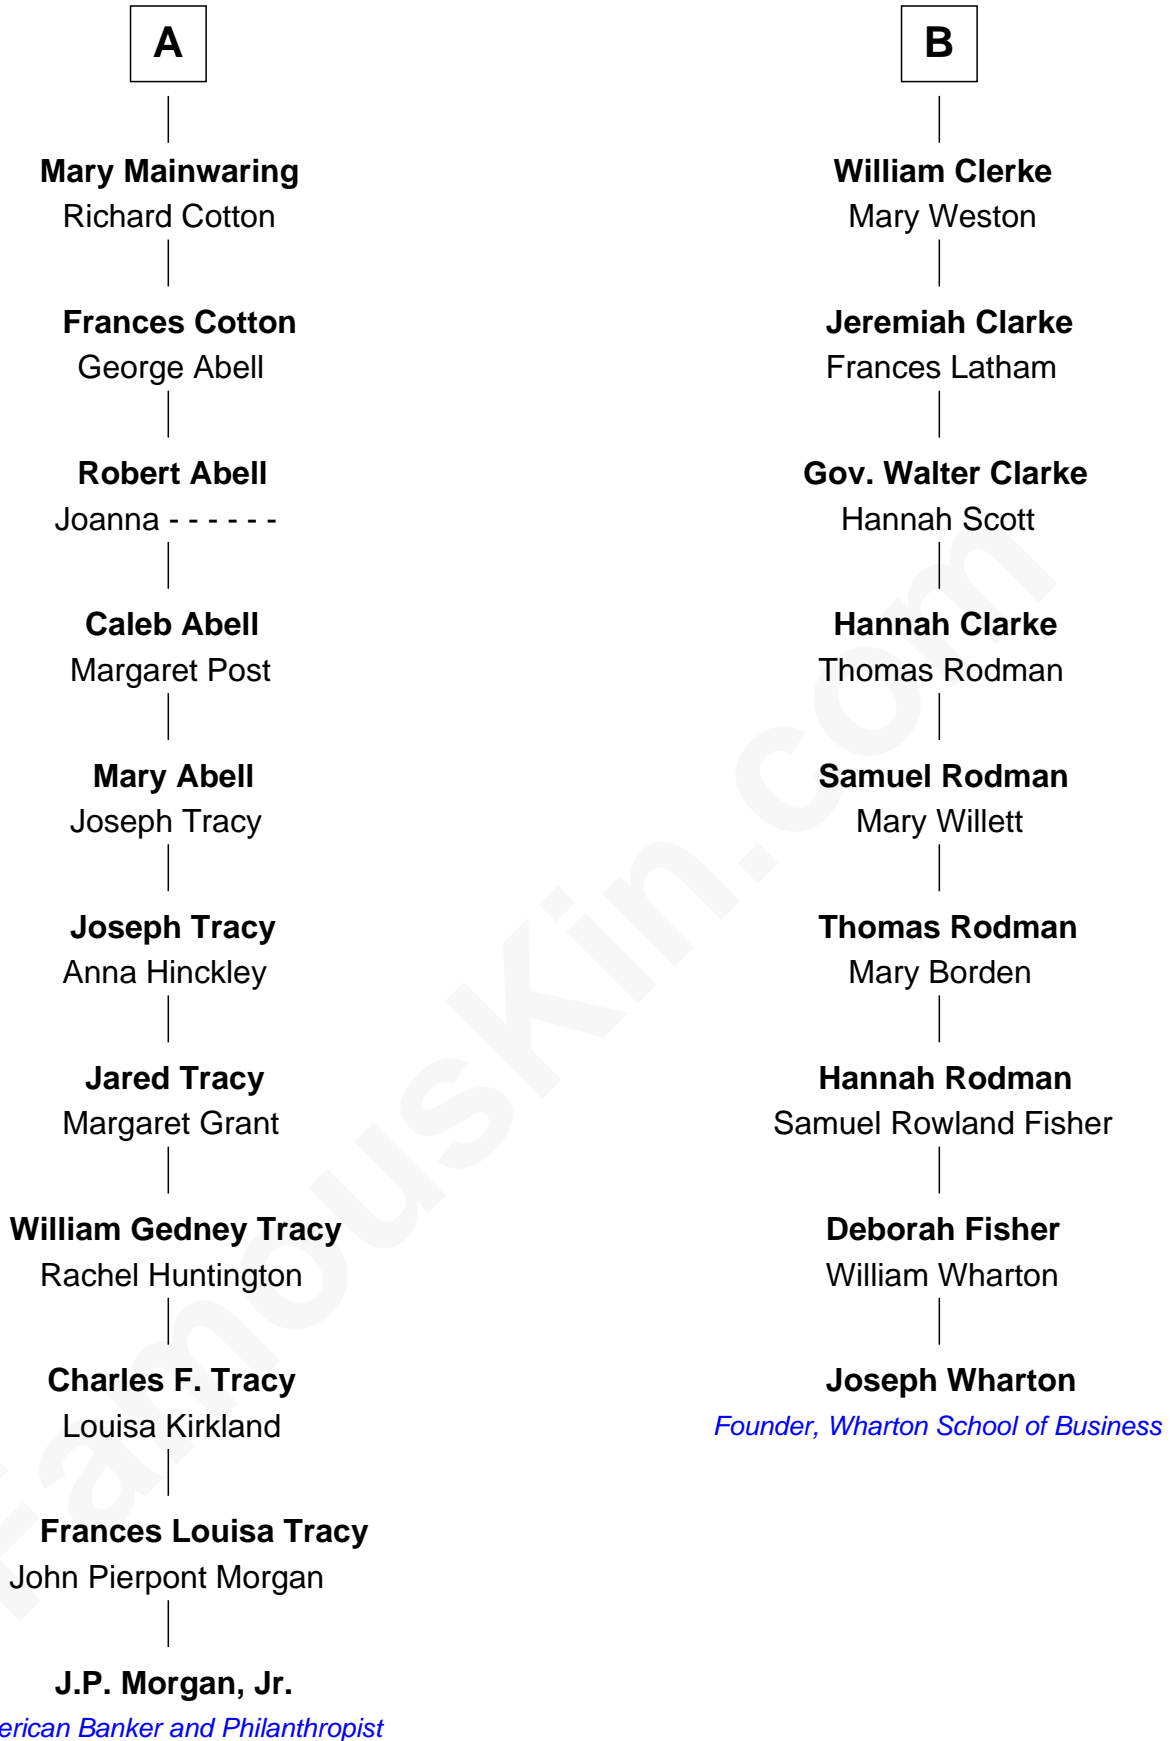 A
Mary Mainwaring
Richard Cotton
Frances Cotton
George Abell
Robert Abell
Joanna - - - - - -
Caleb Abell
Margaret Post
Mary Abell
Joseph Tracy
Joseph Tracy
Anna Hinckley
Jared Tracy
Margaret Grant
William Gedney Tracy
Rachel Huntington
Charles F. Tracy
Louisa Kirkland
Frances Louisa Tracy
John Pierpont Morgan
J.P. Morgan, Jr.
erican Banker and Philanthropist
B
William Clerke
Mary Weston
Jeremiah Clarke
Frances Latham
Gov. Walter Clarke
Hannah Scott
Hannah Clarke
Thomas Rodman
Samuel Rodman
Mary Willett
Thomas Rodman
Mary Borden
Hannah Rodman
Samuel Rowland Fisher
Deborah Fisher
William Wharton
Joseph Wharton
Founder, Wharton School of Business
FamousKin.com